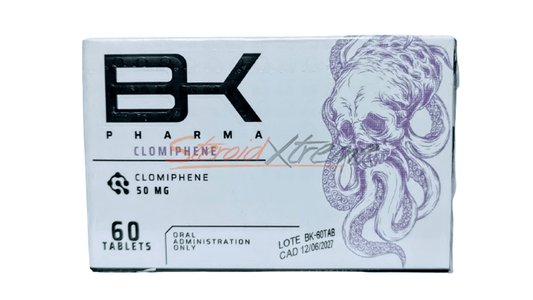 BK
PHARMA
CLOMIPHENE
SteroidXtreme
CLOMIPHENE
50 MG
60
TABLETS
ORAL
ADMINISTRATION
ONLY
LOTE BK-60TAB
CAD 12/06/2027